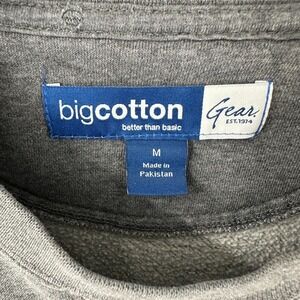 bigcotton
better than basic
Gear.
EST. 1974
M
Made in
Pakistan